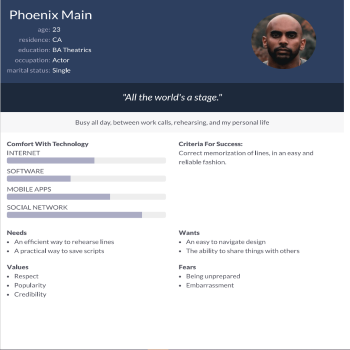 Phoenix Main
age: 23
residence: CA
education: BA Theatrics
occupation: Actor
marital status: Single
"All the world's a stage."
Busy all day, between work calls, rehearsing, and my personal life
Comfort With Technology
INTERNET
SOFTWARE
MOBILE APPS
SOCIAL NETWORK
Criteria For Success:
Correct memorization of lines, in an easy and
reliable fashion.
Needs
• An efficient way to rehearse lines
• A practical way to save scripts
Wants
• An easy to navigate design
• The ability to share things with others
Values
• Respect
• Popularity
• Credibility
Fears
• Being unprepared
• Embarrassment